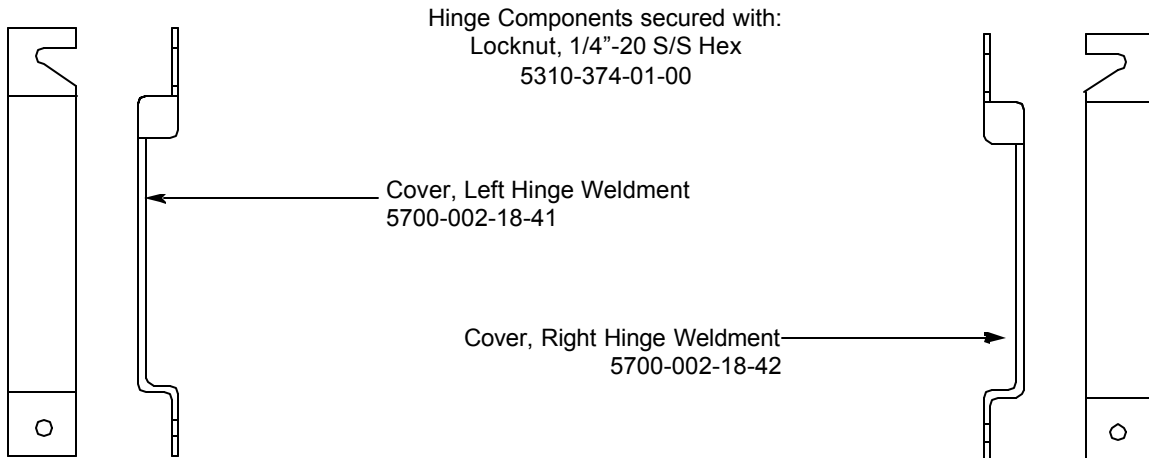 Hinge Components secured with:
Locknut, 1/4”-20 S/S Hex
5310-374-01-00
Cover, Left Hinge Weldment
5700-002-18-41
Cover, Right Hinge Weldment
5700-002-18-42